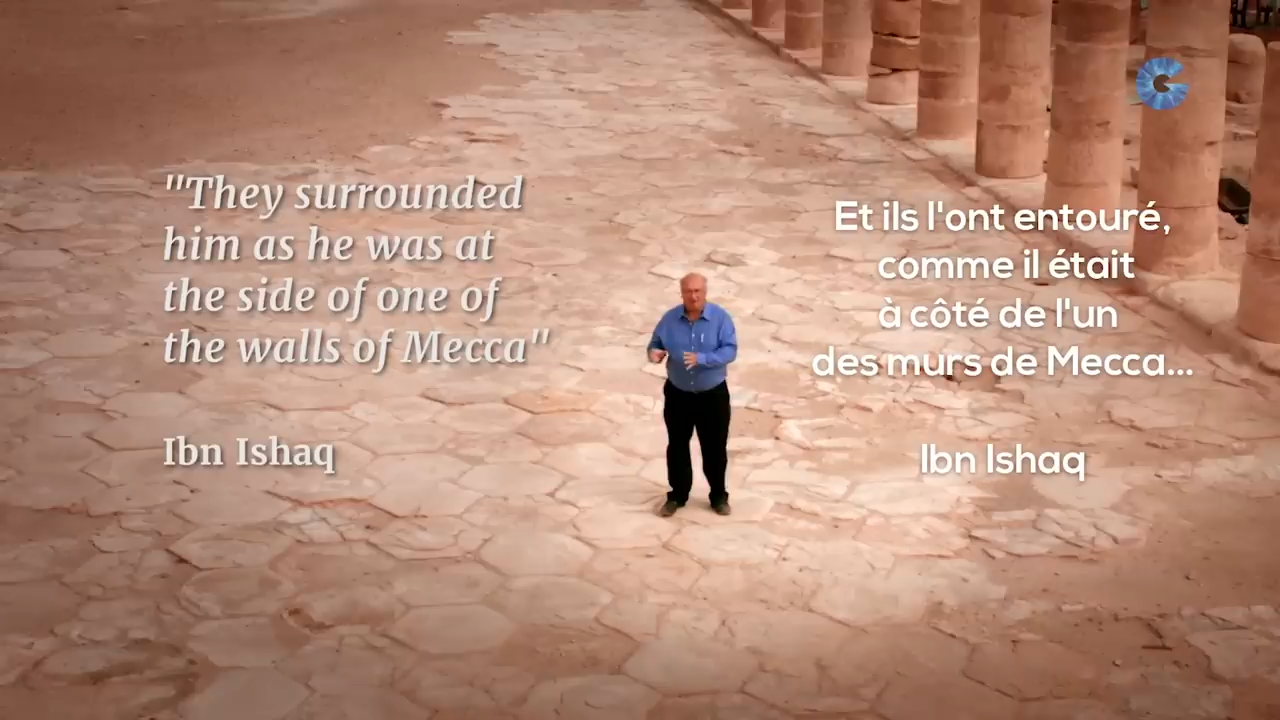 "They surrounded
him as he was at
the side of one of
the walls of Mecca"
Ibn Ishaq
Et ils l'ont entouré,
comme il était
à côté de l'un
des murs de Mecca...
Ibn Ishaq